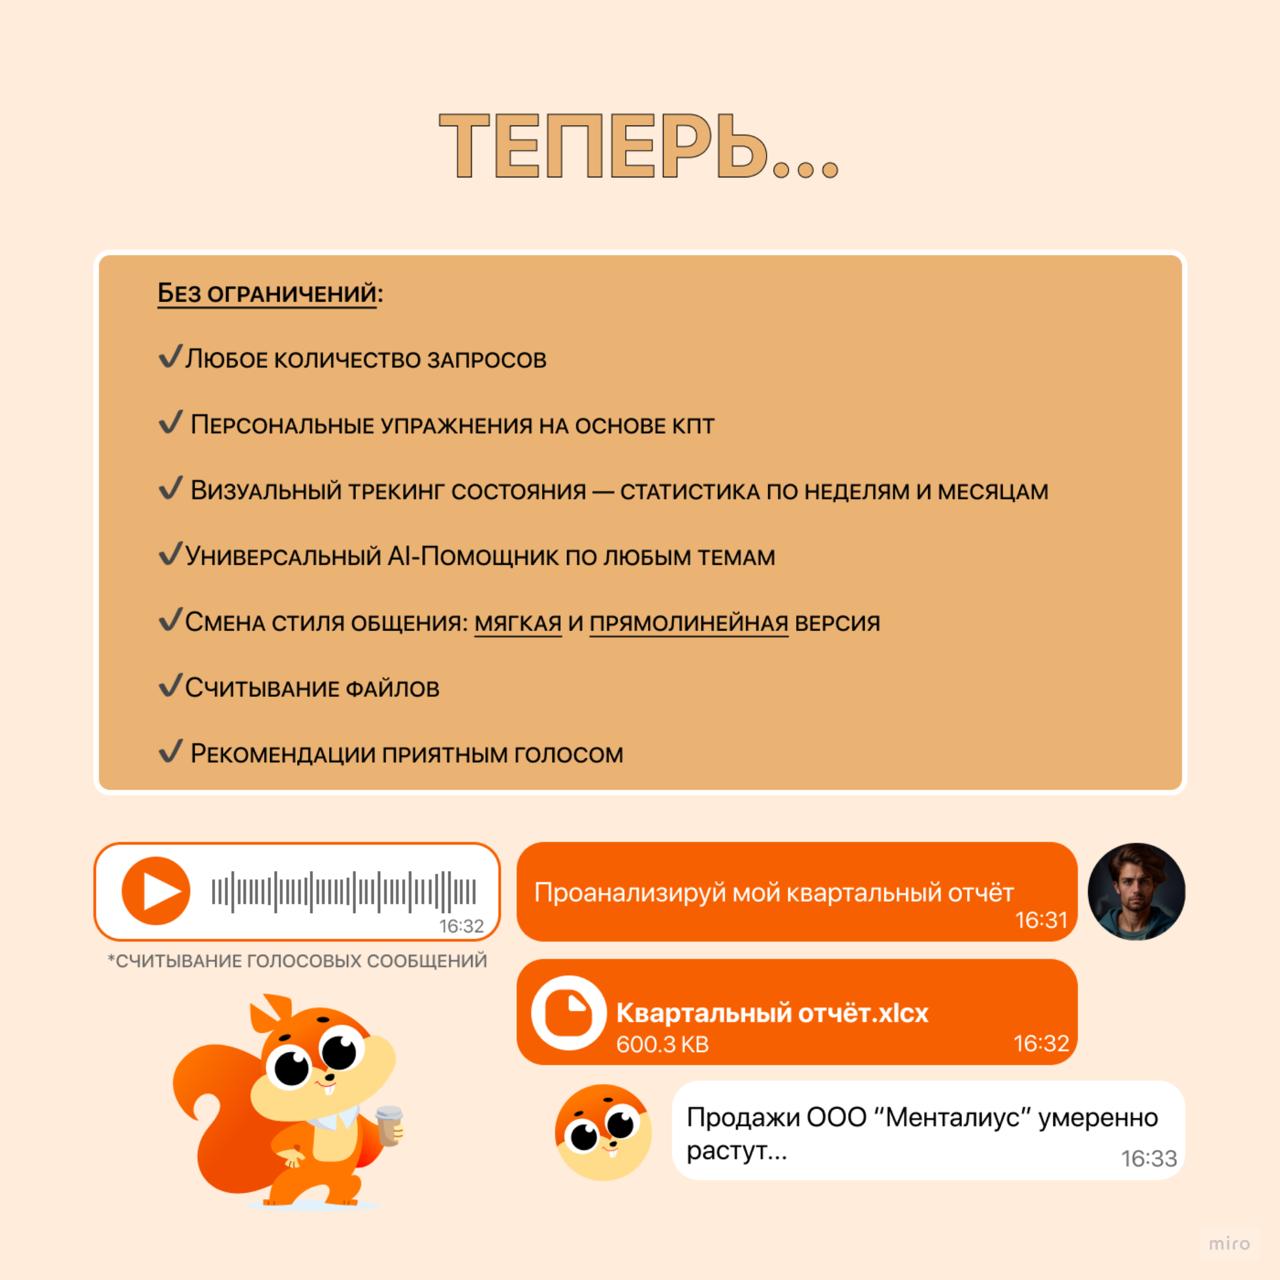 ТЕПЕРЬ...
Без ограничений:
✔Любое количество запросов
✔ Персональные упражнения на основе КПТ
✔ Визуальный трекинг состояния — статистика по неделям и месяцам
✔Универсальный AI-Помощник по любым темам
✔Смена стиля общения: мягкая и прямолинейная версия
✔Считывание файлов
✔ Рекомендации приятным голосом
16:32
*СЧИТЫВАНИЕ ГОЛОСОВЫХ СООБЩЕНИЙ
Проанализируй мой квартальный отчёт
16:31
Квартальный отчёт.xlcx
600.3 KB
16:32
Продажи ООО “Менталиус” умеренно
растут...
16:33
miro